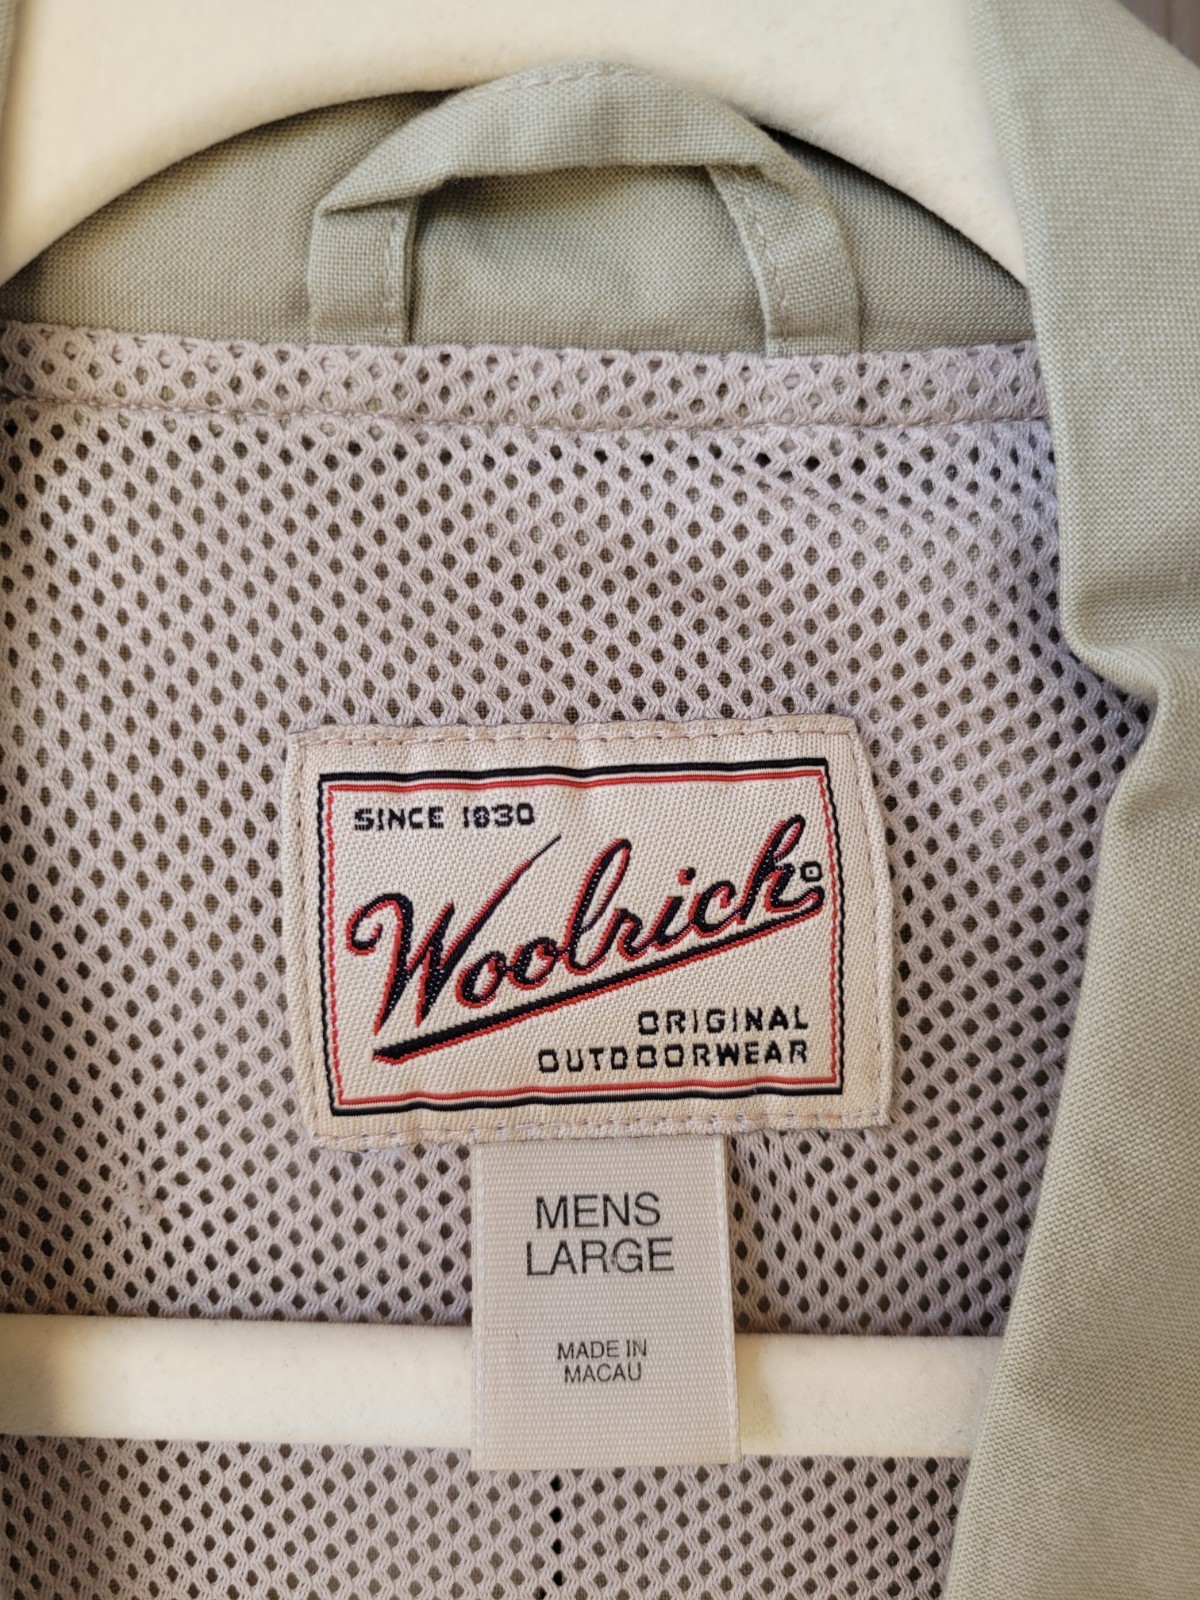 SINCE 1830
Woolrich®
ORIGINAL
OUTDOORWEAR
MENS
LARGE
MADE IN
MACAU